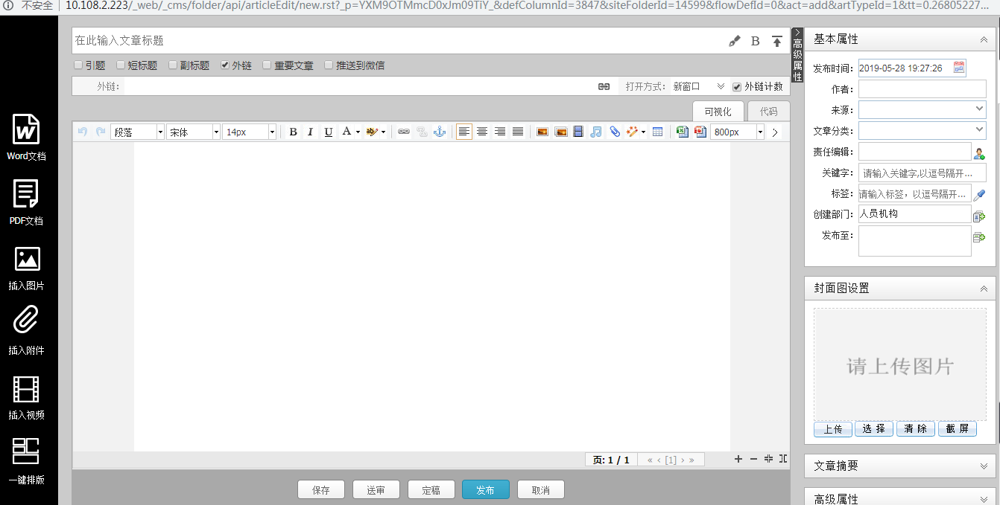 不安全 10.108.2.223/_web/_cms/folder/api/articleEdit/new.rst?_p=YXM9OTMmcD0xJm09TiY_&defColumnId=3847&siteFolderId=14599&flowDefId=0&act=add&artTypeId=1&tt=0.26805227...
Word文档
PDF文档
插入图片
插入附件
插入视频
一键排版
在此输入文章标题 B
引题 短标题 副标题 外链 重要文章 推送到微信
外链: 打开方式: 新窗口 外链计数
可视化 代码
段落 宋体 14px B I U A ab 800px
页: 1 / 1 « ‹ [1] › »
保存 送审 定稿 发布 取消
高级属性
基本属性
发布时间: 2019-05-28 19:27:26
作者:
来源:
文章分类:
责任编辑:
关键字: 请输入关键字,以逗号隔开...
标签: 请输入标签，以逗号隔开...
创建部门: 人员机构
发布至:
封面图设置
请上传图片
上传 选择 清除 截屏
文章摘要
高级属性